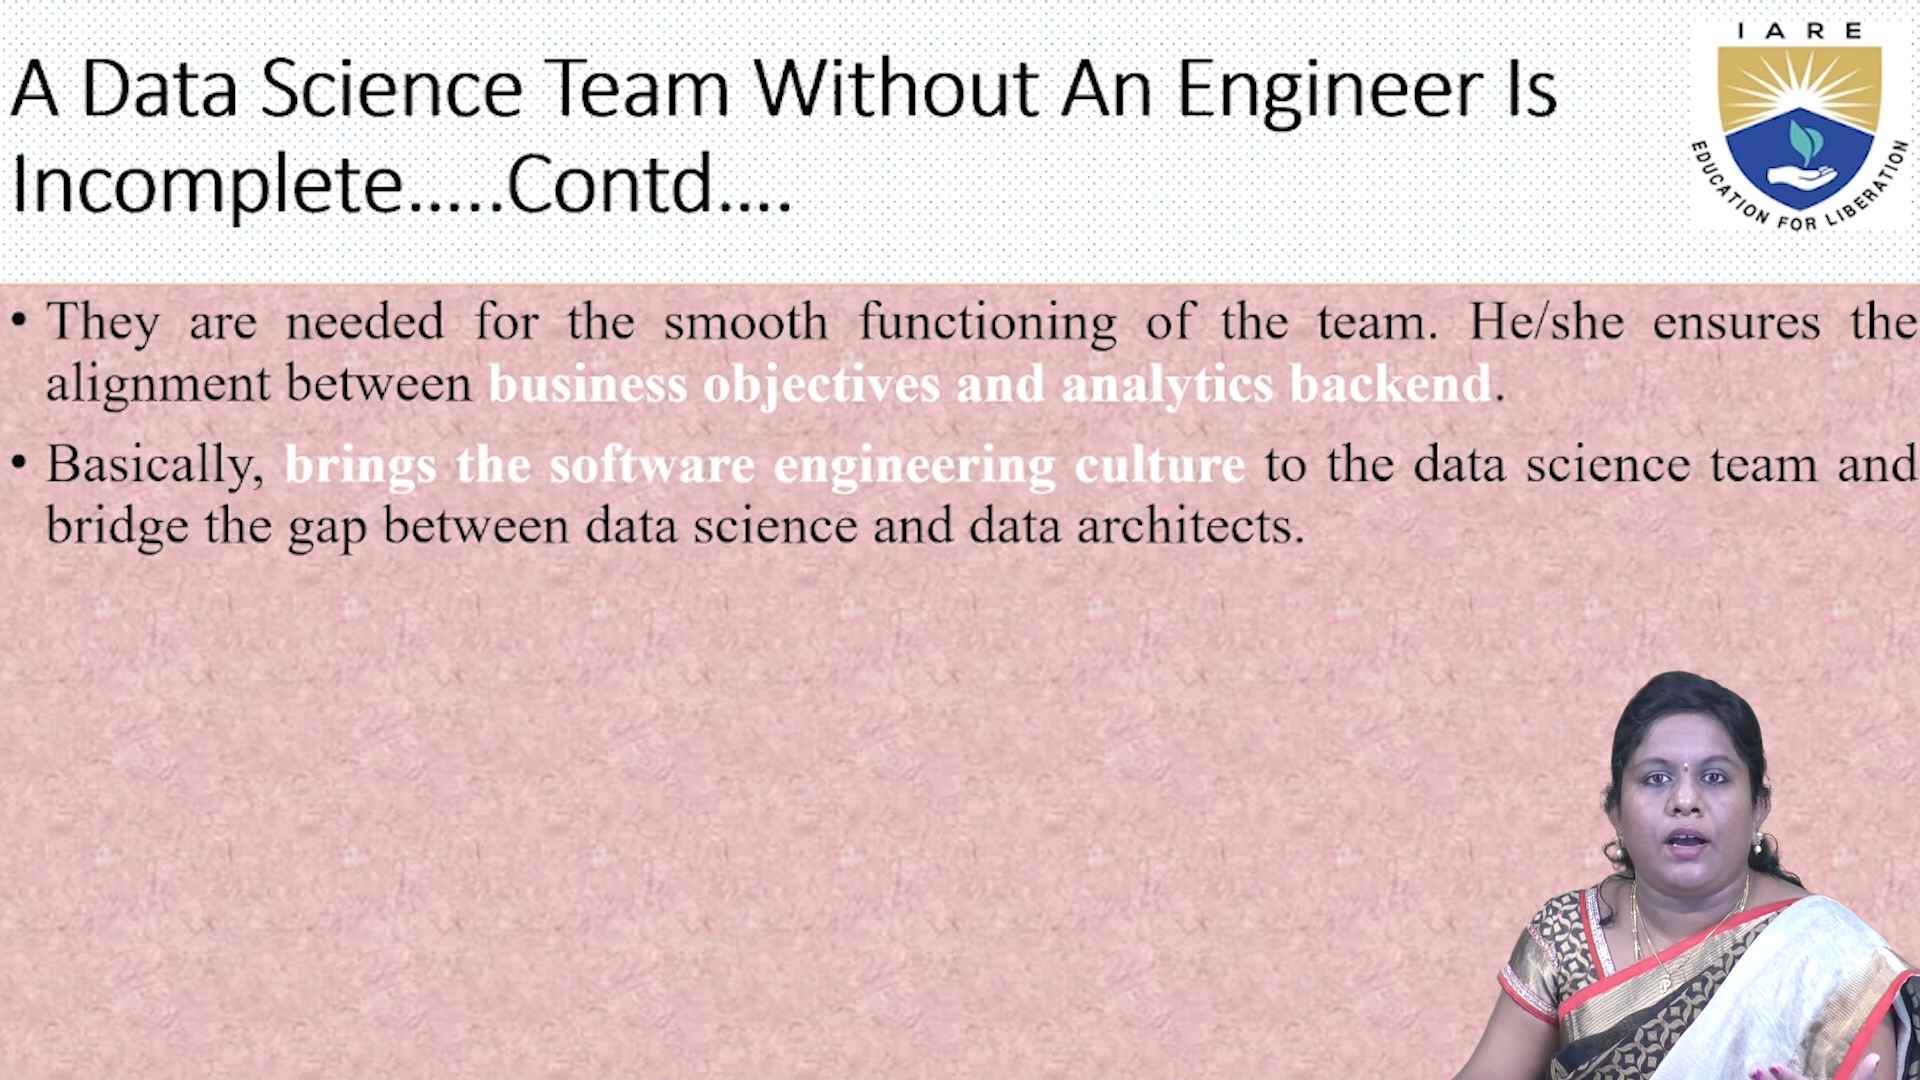 A Data Science Team Without An Engineer Is
Incomplete.....Contd....
IARE
EDUCATION FOR LIBERATION
• They are needed for the smooth functioning of the team. He/she ensures the
alignment between business objectives and analytics backend.
• Basically, brings the software engineering culture to the data science team and
bridge the gap between data science and data architects.